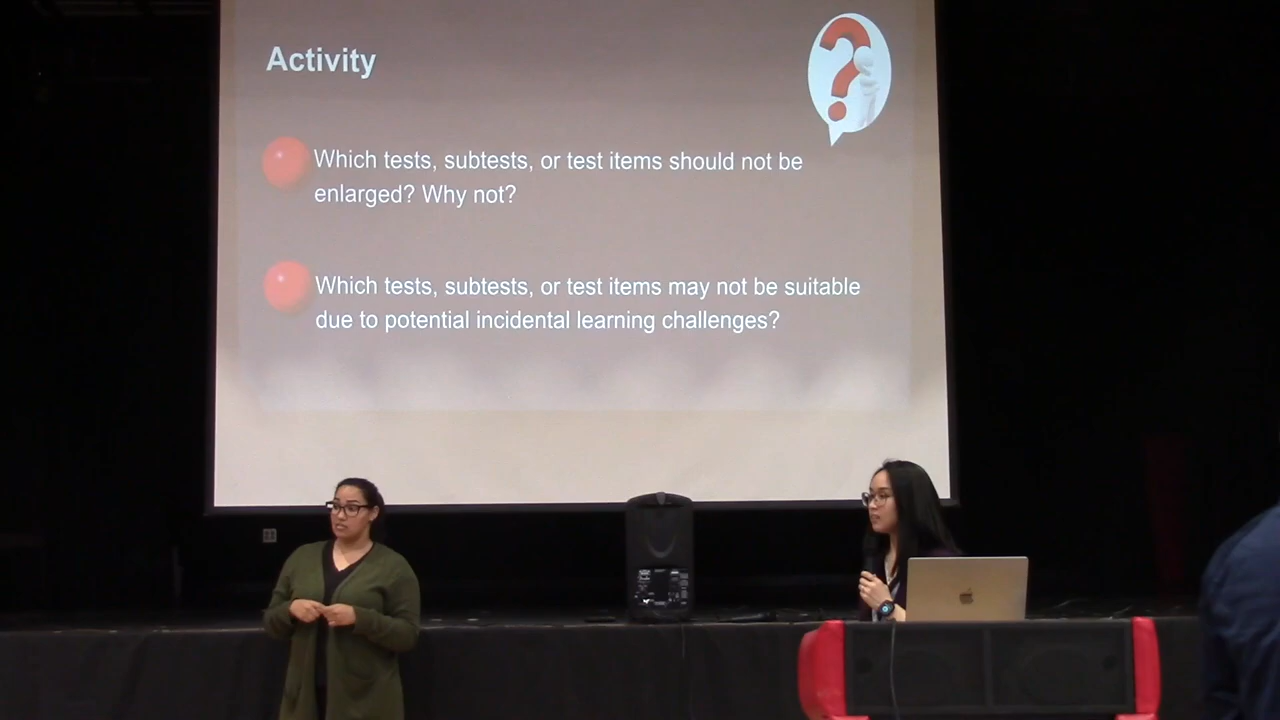 Activity
?
Which tests, subtests, or test items should not be
enlarged? Why not?
Which tests, subtests, or test items may not be suitable
due to potential incidental learning challenges?